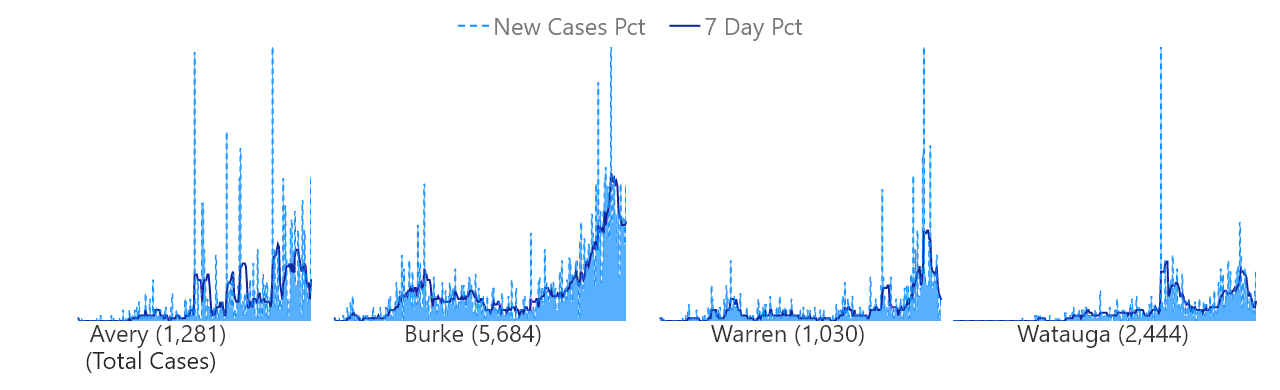 New Cases Pct 7 Day Pct
Avery (1,281) Burke (5,684) Warren (1,030) Watauga (2,444)
(Total Cases)